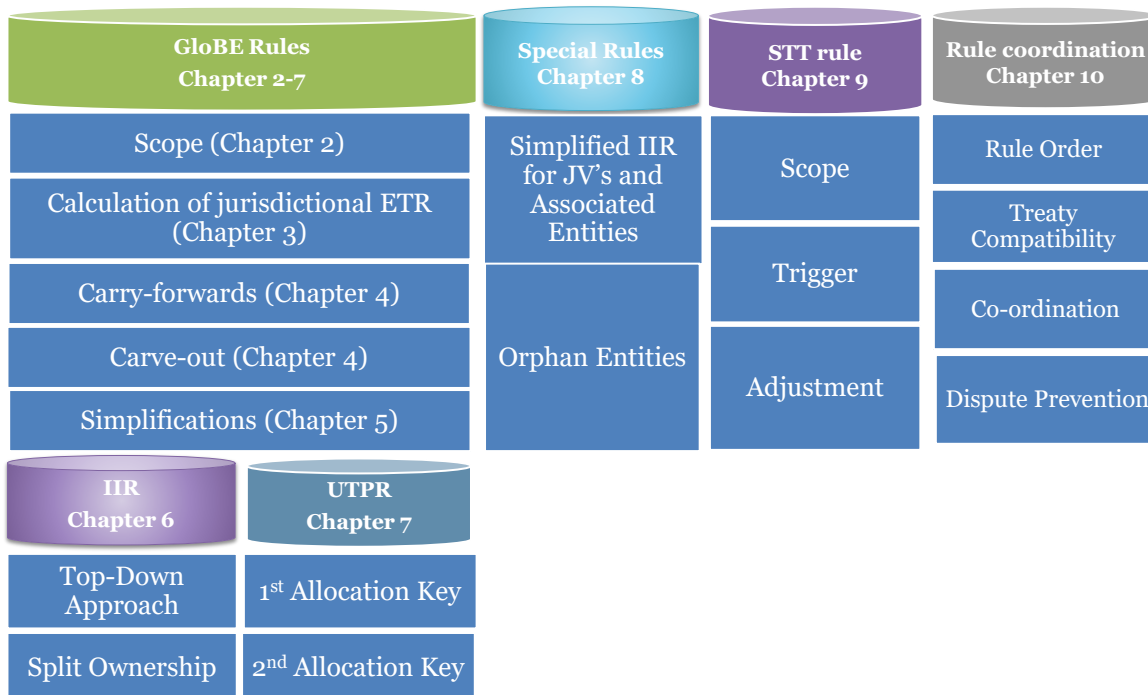 GloBE Rules
Chapter 2-7
Scope (Chapter 2)
Calculation of jurisdictional ETR
(Chapter 3)
Carry-forwards (Chapter 4)
Carve-out (Chapter 4)
Simplifications (Chapter 5)
IIR
Chapter 6
Top-Down
Approach
Split Ownership
UTPR
Chapter 7
1st Allocation Key
2nd Allocation Key
Special Rules
Chapter 8
Simplified IIR
for JV's and
Associated
Entities
Orphan Entities
STT rule
Chapter 9
Scope
Trigger
Adjustment
Rule coordination
Chapter 10
Rule Order
Treaty
Compatibility
Co-ordination
Dispute Prevention